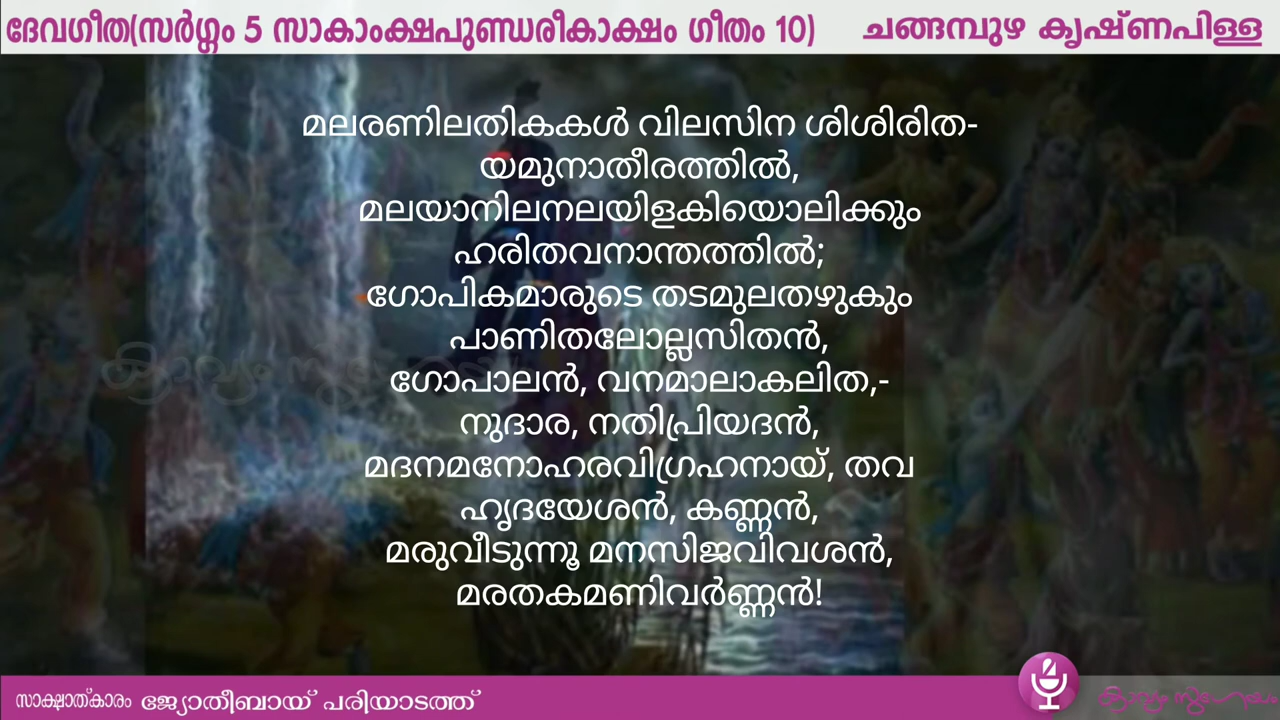 ദേവഗീത(സർഗ്ഗം 5 സാകാംക്ഷപുണ്ഡരീകാക്ഷം ഗീതം 10) ചങ്ങമ്പുഴ കൃഷ്ണപിള്ള
മലരണിലതികകൾ വിലസിന ശിശിരിത-
യമുനാതീരത്തിൽ,
മലയാനിലനലയിളകിയൊലിക്കും
ഹരിതവനാന്തത്തിൽ;
ഗോപികമാരുടെ തടമുലതഴുകും
പാണിതലോല്ലസിതൻ,
ഗോപാലൻ, വനമാലാകലിത,-
നുദാര, നതിപ്രിയദൻ,
മദനമനോഹരവിഗ്രഹനായ്, തവ
ഹൃദയേശൻ, കണ്ണൻ,
മരുവീടുന്നൂ മനസിജവിവശൻ,
മരതകമണിവർണ്ണൻ!
സാക്ഷാത്കാരം ജ്യോതീബായ് പരിയാടത്ത്